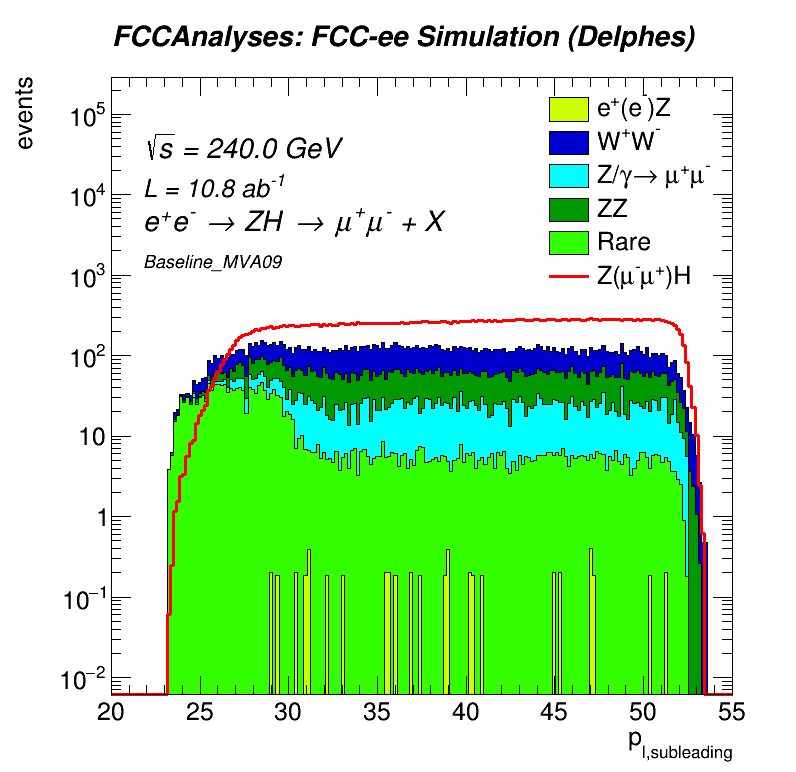 FCCAnalyses: FCC-ee Simulation (Delphes)
events
10⁵
10⁴
10³
10²
10
1
10⁻¹
10⁻²
√s = 240.0 GeV
L = 10.8 ab⁻¹
e⁺e⁻ → ZH → μ⁺μ⁻ + X
Baseline_MVA09
e⁺(e⁻)Z
W⁺W⁻
Z/γ→ μ⁺μ⁻
ZZ
Rare
Z(μ⁻μ⁺)H
20 25 30 35 40 45 50 55
p_l,subleading